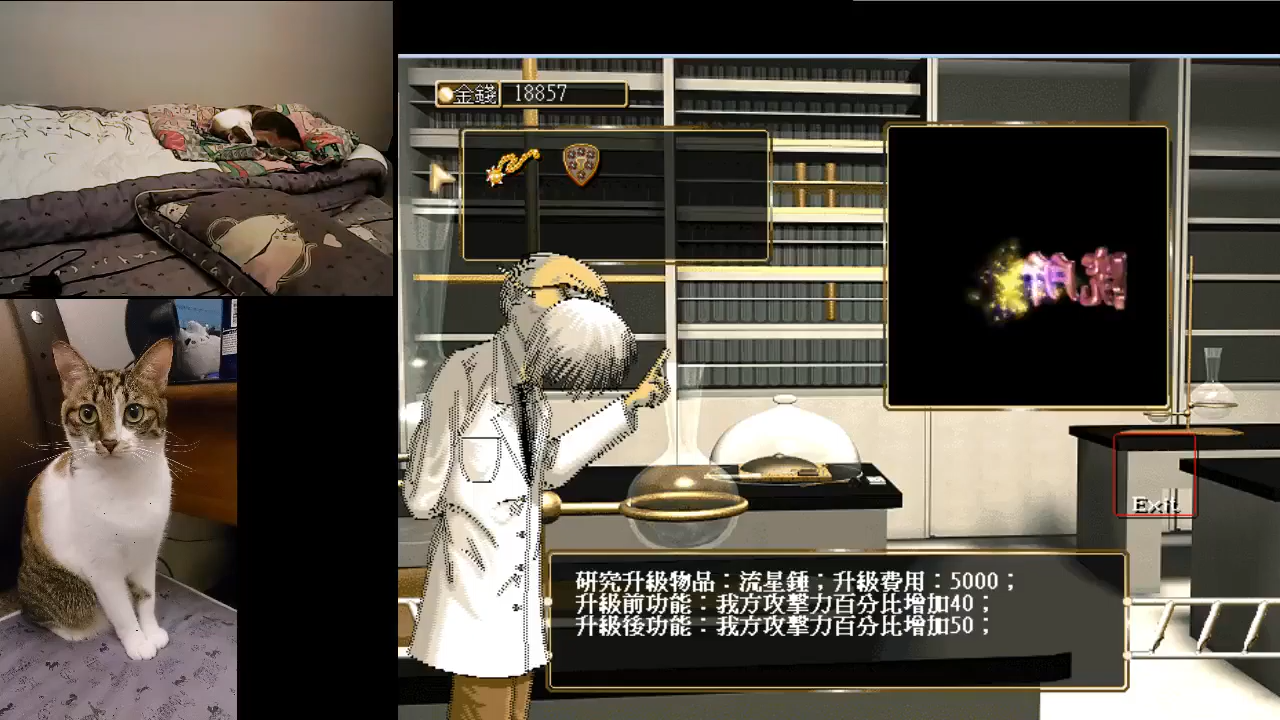 金錢 18857
Exit
研究升級物品：流星錘；升級費用：5000；
升級前功能：我方攻擊力百分比增加40；
升級後功能：我方攻擊力百分比增加50；